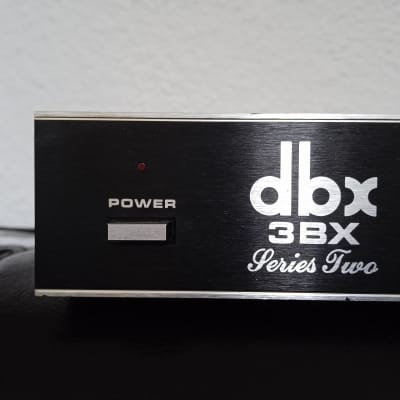 POWER
dbx
3BX
Series Two